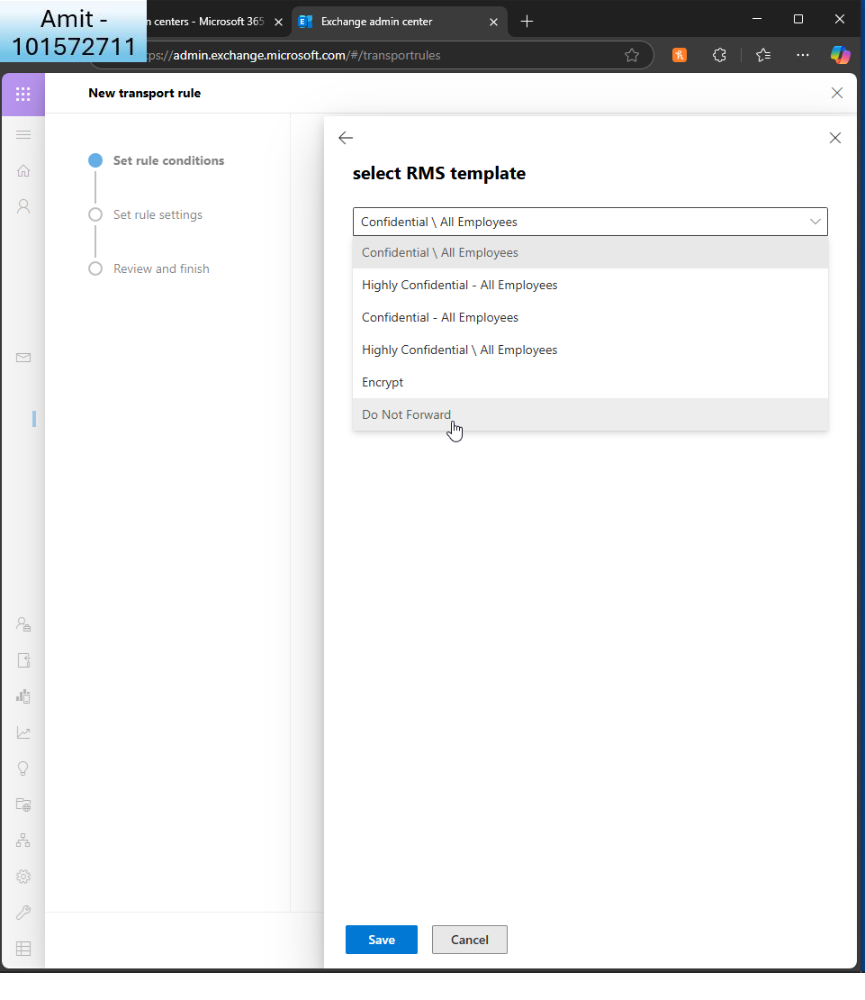 Amit -
101572711
n centers - Microsoft 365
Exchange admin center
ps://admin.exchange.microsoft.com/#/transportrules
New transport rule
Set rule conditions
Set rule settings
Review and finish
select RMS template
Confidential \ All Employees
Confidential \ All Employees
Highly Confidential - All Employees
Confidential - All Employees
Highly Confidential \ All Employees
Encrypt
Do Not Forward
Save
Cancel